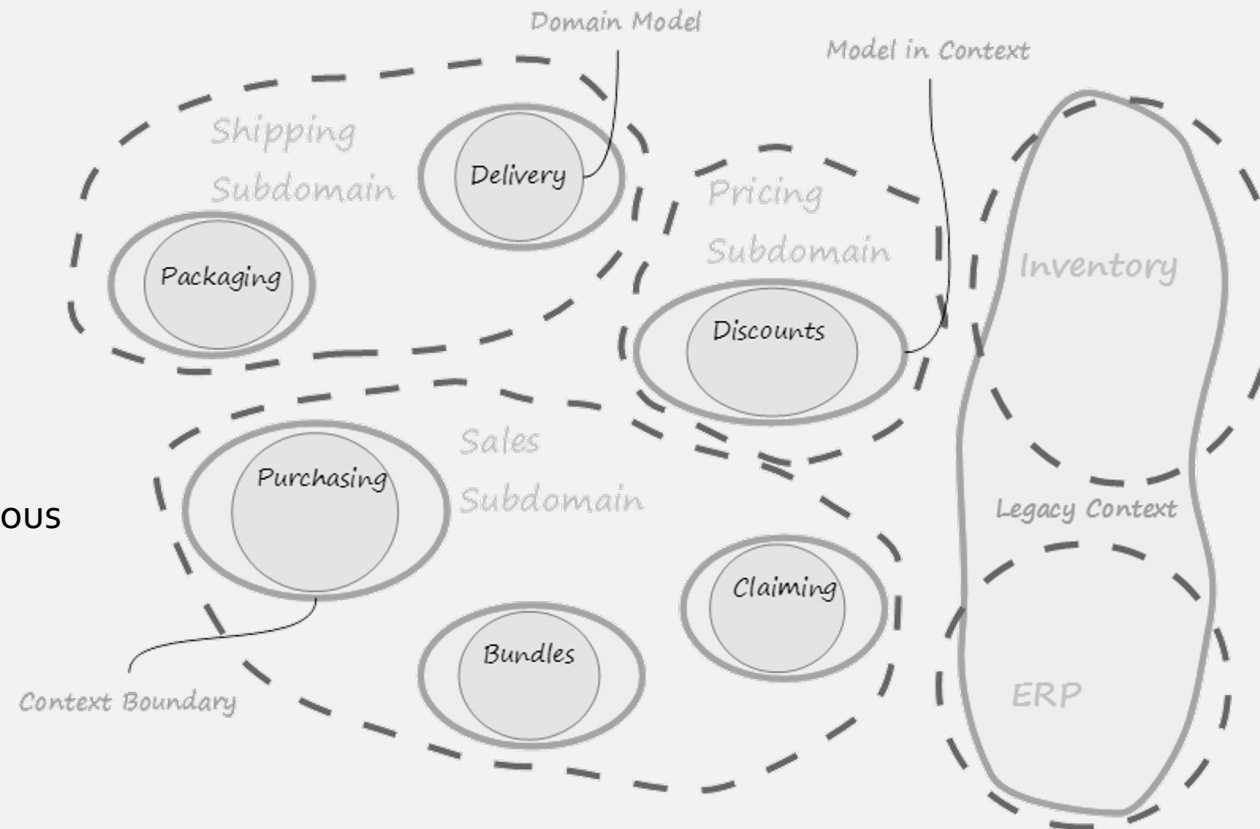 Domain Model
Model in Context
Shipping
Subdomain
Delivery
Packaging
Pricing
Subdomain
Discounts
Inventory
Sales
Subdomain
Purchasing
ous
Legacy Context
Claiming
Bundles
Context Boundary
ERP